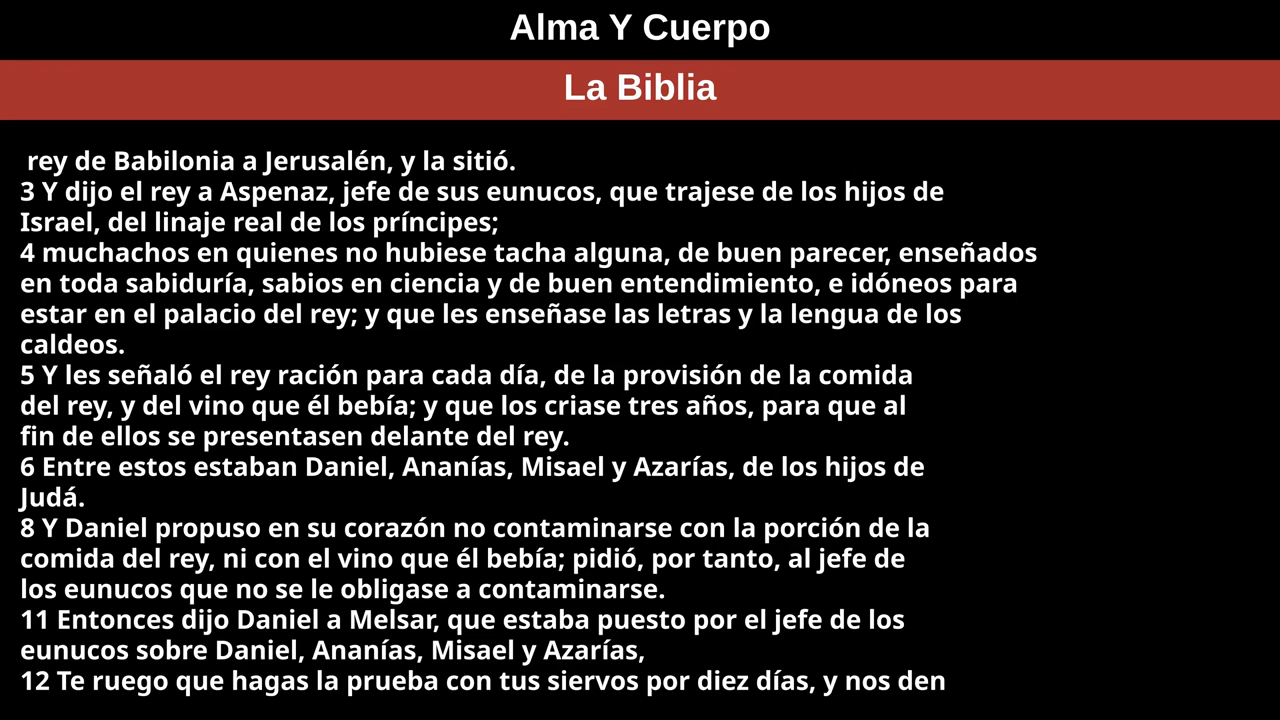 Alma Y Cuerpo
La Biblia
rey de Babilonia a Jerusalén, y la sitió.
3 Y dijo el rey a Aspenaz, jefe de sus eunucos, que trajese de los hijos de
Israel, del linaje real de los príncipes;
4 muchachos en quienes no hubiese tacha alguna, de buen parecer, enseñados
en toda sabiduría, sabios en ciencia y de buen entendimiento, e idóneos para
estar en el palacio del rey; y que les enseñase las letras y la lengua de los
caldeos.
5 Y les señaló el rey ración para cada día, de la provisión de la comida
del rey, y del vino que él bebía; y que los criase tres años, para que al
fin de ellos se presentasen delante del rey.
6 Entre estos estaban Daniel, Ananías, Misael y Azarías, de los hijos de
Judá.
8 Y Daniel propuso en su corazón no contaminarse con la porción de la
comida del rey, ni con el vino que él bebía; pidió, por tanto, al jefe de
los eunucos que no se le obligase a contaminarse.
11 Entonces dijo Daniel a Melsar, que estaba puesto por el jefe de los
eunucos sobre Daniel, Ananías, Misael y Azarías,
12 Te ruego que hagas la prueba con tus siervos por diez días, y nos den